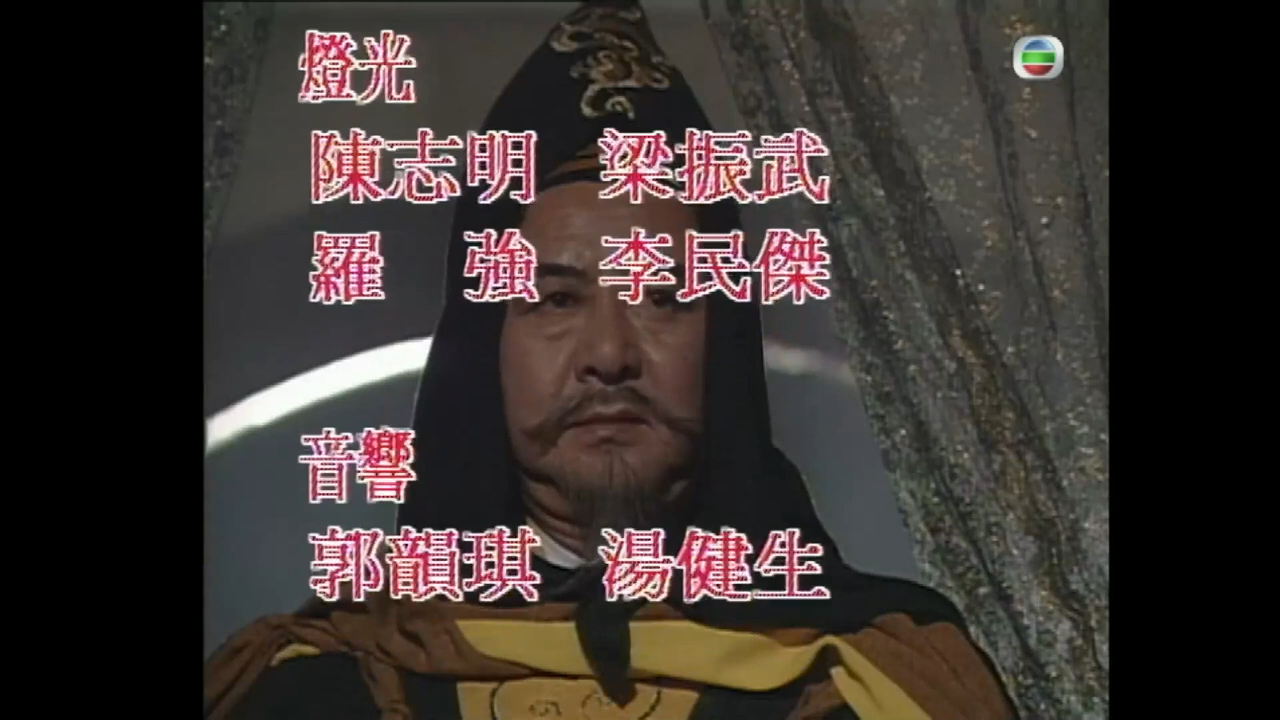 燈光
陳志明 梁振武
羅 強 李民傑
音響
郭韻琪 湯健生